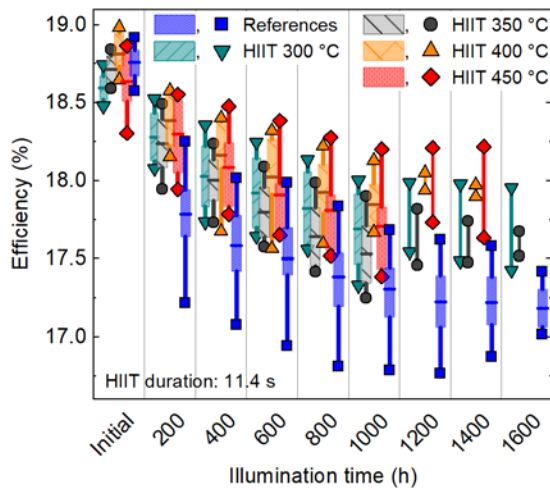 , References
, HIIT 300 °C
, HIIT 350 °C
, HIIT 400 °C
, HIIT 450 °C
Efficiency (%)
19.0
18.5
18.0
17.5
17.0
HIIT duration: 11.4 s
Initial 200 400 600 800 1000 1200 1400 1600
Illumination time (h)